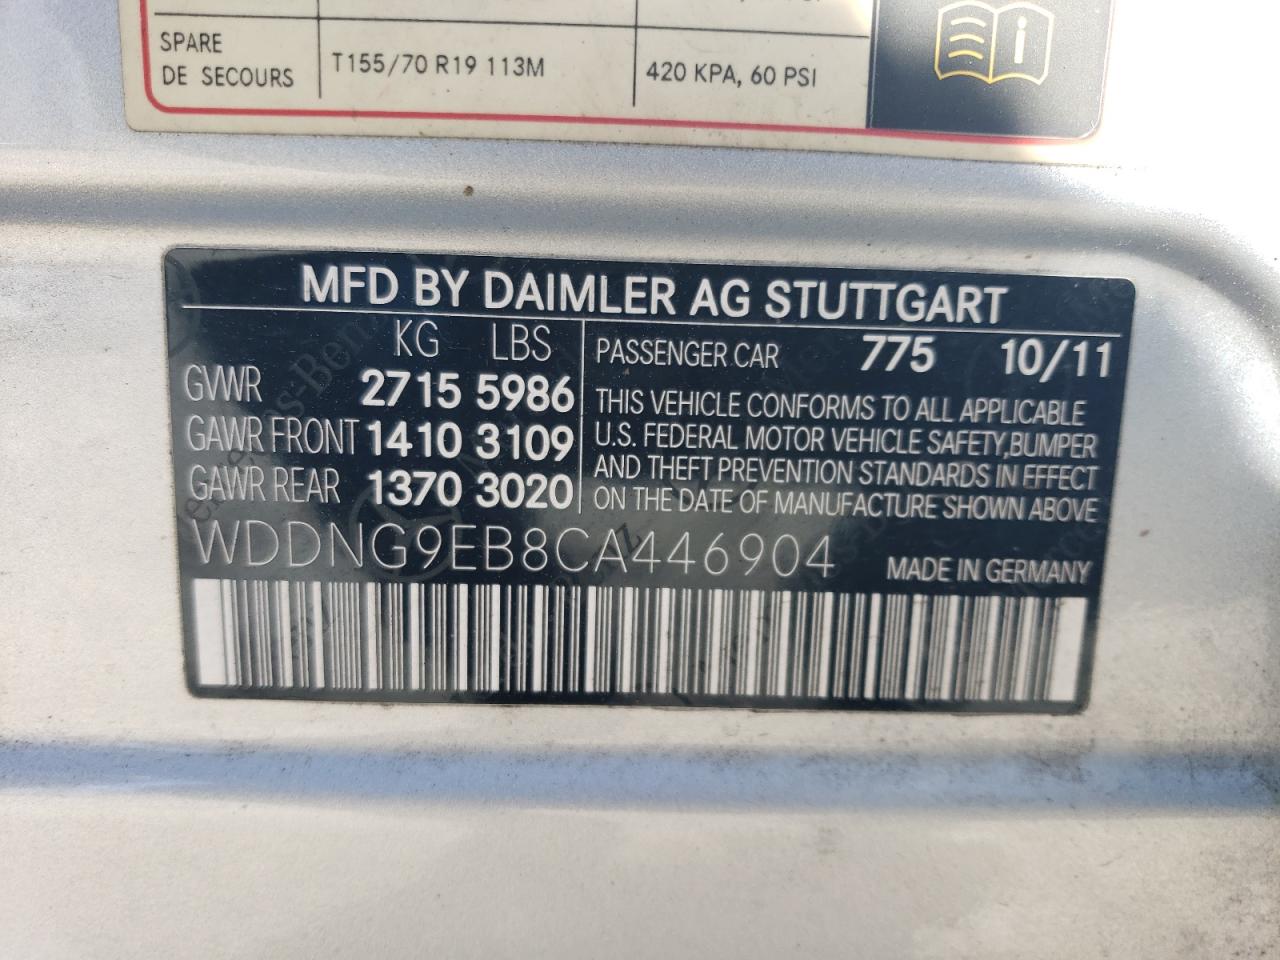 SPARE
DE SECOURS
T155/70 R19 113M
420 KPA, 60 PSI
MFD BY DAIMLER AG STUTTGART
KG LBS
GVWR 2715 5986
GAWR FRONT 1410 3109
GAWR REAR 1370 3020
PASSENGER CAR 775 10/11
THIS VEHICLE CONFORMS TO ALL APPLICABLE
U.S. FEDERAL MOTOR VEHICLE SAFETY,BUMPER
AND THEFT PREVENTION STANDARDS IN EFFECT
ON THE DATE OF MANUFACTURE SHOWN ABOVE
WDDNG9EB8CA446904
MADE IN GERMANY